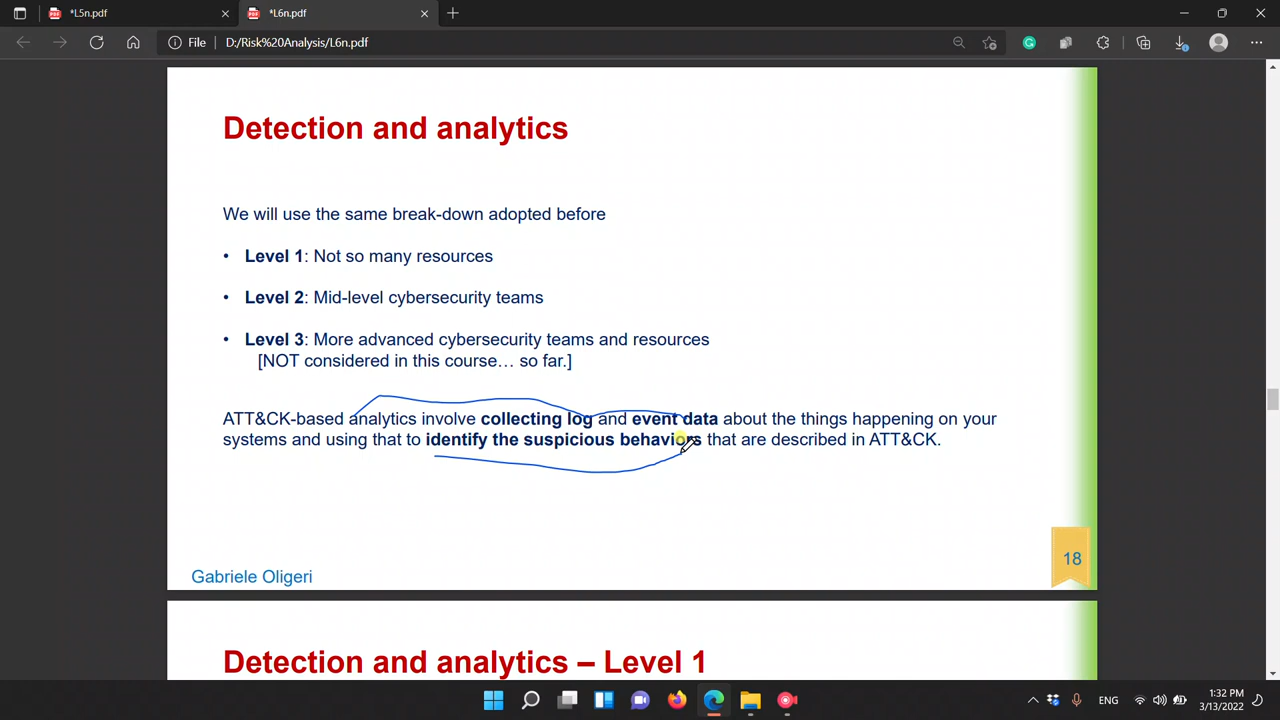 *L5n.pdf
*L6n.pdf
File
D:/Risk%20Analysis/L6n.pdf
Detection and analytics
We will use the same break-down adopted before
• Level 1: Not so many resources
• Level 2: Mid-level cybersecurity teams
• Level 3: More advanced cybersecurity teams and resources
[NOT considered in this course… so far.]
ATT&CK-based analytics involve collecting log and event data about the things happening on your
systems and using that to identify the suspicious behaviors that are described in ATT&CK.
18
Gabriele Oligeri
Detection and analytics – Level 1
ENG
1:32 PM
3/13/2022